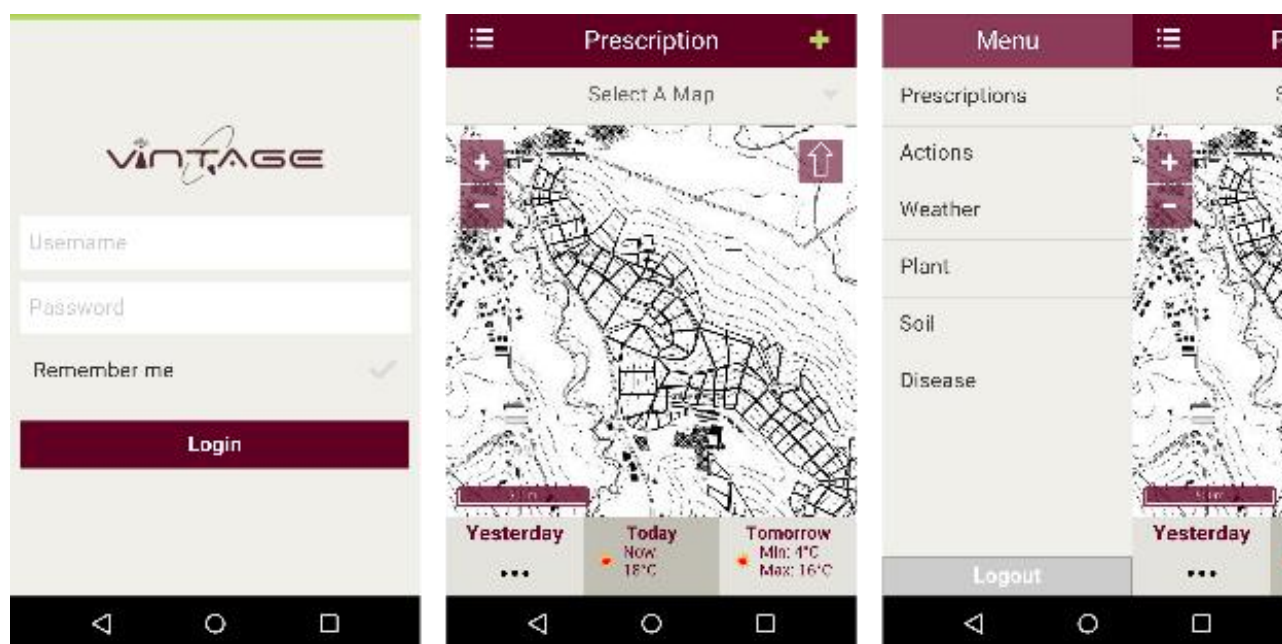 VINTAGE
Username
Password
Remember me
Login
Prescription +
Select A Map
+
-
Yesterday
...
Today
Now
18°C
Tomorrow
Min: 4°C
Max: 16°C
Menu
Prescriptions
Actions
Weather
Plant
Soil
Disease
Logout
P
S
+
-
Yesterday
...